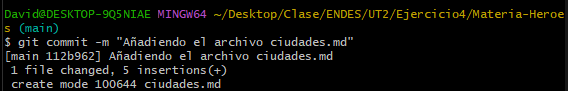 David@DESKTOP-9Q5NIAE MINGW64 ~/Desktop/Clase/ENDES/UT2/Ejercicio4/Materia-Heroe
s (main)
$ git commit -m "Añadiendo el archivo ciudades.md"
[main 112b962] Añadiendo el archivo ciudades.md
 1 file changed, 5 insertions(+)
 create mode 100644 ciudades.md